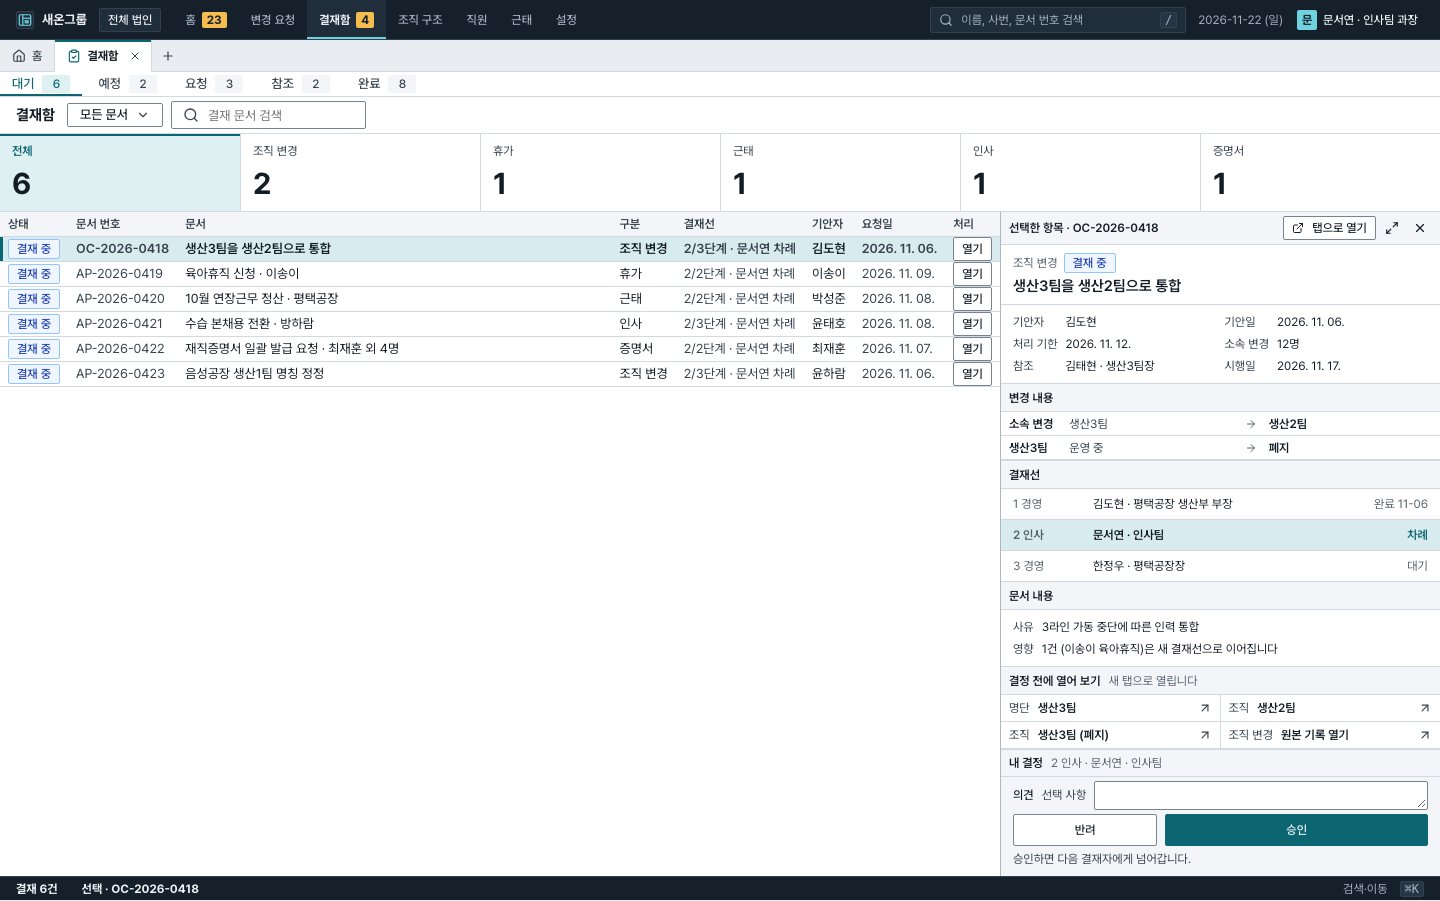 새온그룹 전체 법인 홈 23 변경 요청 결재함 4 조직 구조 직원 근태 설정 이름, 사번, 문서 번호 검색 / 2026-11-22 (일) 문 문서연 · 인사팀 과장
홈 결재함
대기 6 예정 2 요청 3 참조 2 완료 8
결재함 모든 문서 결재 문서 검색
전체 조직 변경 휴가 근태 인사 증명서
6 2 1 1 1 1
상태 문서 번호 문서 구분 결재선 기안자 요청일 처리
결재 중 OC-2026-0418 생산3팀을 생산2팀으로 통합 조직 변경 2/3단계 · 문서연 차례 김도현 2026. 11. 06. 열기
결재 중 AP-2026-0419 육아휴직 신청 · 이송이 휴가 2/2단계 · 문서연 차례 이송이 2026. 11. 09. 열기
결재 중 AP-2026-0420 10월 연장근무 정산 · 평택공장 근태 2/2단계 · 문서연 차례 박성준 2026. 11. 08. 열기
결재 중 AP-2026-0421 수습 본채용 전환 · 방하람 인사 2/3단계 · 문서연 차례 윤태호 2026. 11. 08. 열기
결재 중 AP-2026-0422 재직증명서 일괄 발급 요청 · 최재훈 외 4명 증명서 2/2단계 · 문서연 차례 최재훈 2026. 11. 07. 열기
결재 중 AP-2026-0423 음성공장 생산1팀 명칭 정정 조직 변경 2/3단계 · 문서연 차례 윤하람 2026. 11. 06. 열기
선택한 항목 · OC-2026-0418 탭으로 열기
조직 변경 결재 중
생산3팀을 생산2팀으로 통합
기안자 김도현 기안일 2026. 11. 06.
처리 기한 2026. 11. 12. 소속 변경 12명
참조 김태현 · 생산3팀장 시행일 2026. 11. 17.
변경 내용
소속 변경 생산3팀 → 생산2팀
생산3팀 운영 중 → 폐지
결재선
1 경영 김도현 · 평택공장 생산부 부장 완료 11-06
2 인사 문서연 · 인사팀 차례
3 경영 한정우 · 평택공장장 대기
문서 내용
사유 3라인 가동 중단에 따른 인력 통합
영향 1건 (이송이 육아휴직)은 새 결재선으로 이어집니다
결정 전에 열어 보기 새 탭으로 열립니다
명단 생산3팀 조직 생산2팀
조직 생산3팀 (폐지) 조직 변경 원본 기록 열기
내 결정 2 인사 · 문서연 · 인사팀
의견 선택 사항
반려 승인
승인하면 다음 결재자에게 넘어갑니다.
결재 6건 선택 · OC-2026-0418 검색·이동 ⌘K